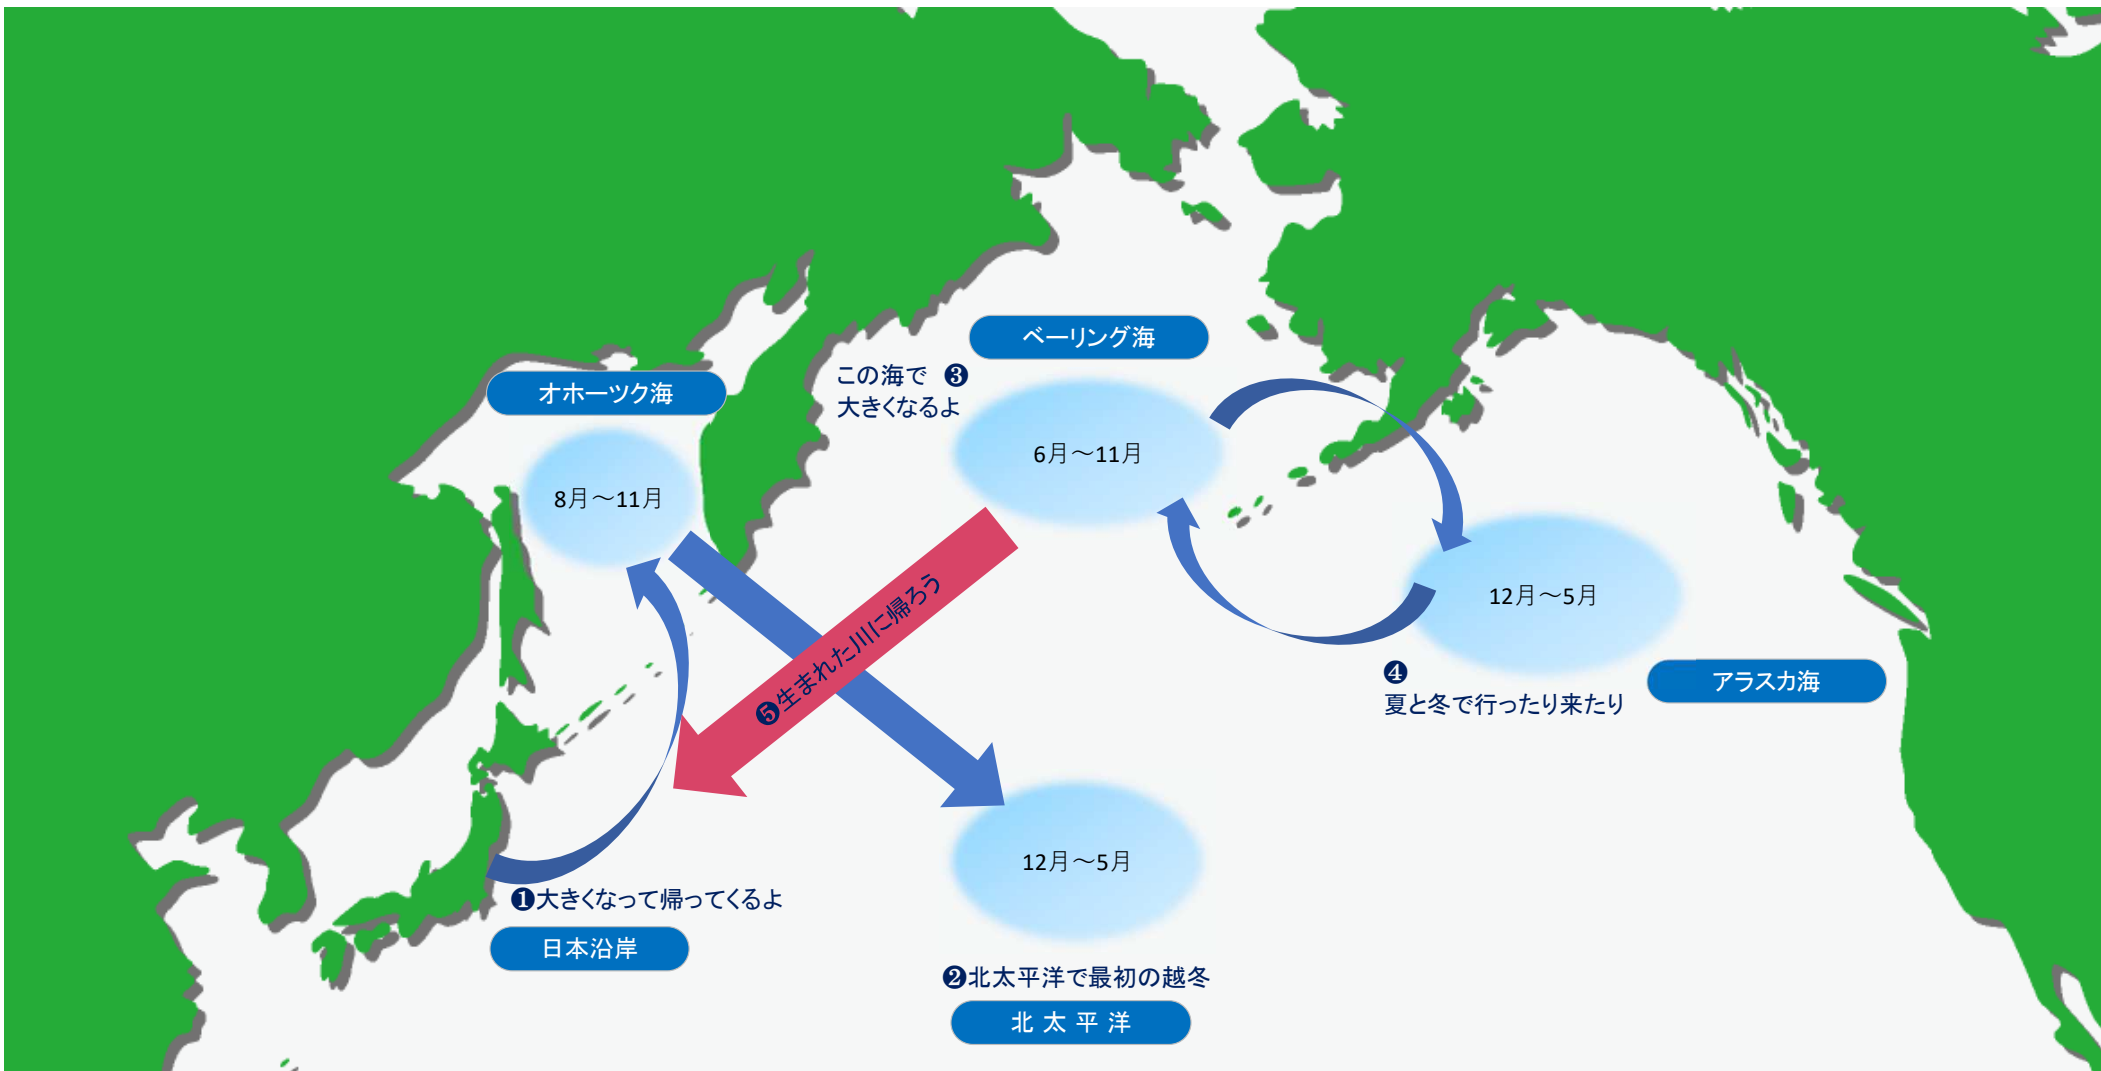 ベーリング海
この海で ❸
大きくなるよ
オホーツク海
6月～11月
8月～11月
12月～5月
❺生まれた川に帰ろう
❹
夏と冬で行ったり来たり
アラスカ海
12月～5月
❶大きくなって帰ってくるよ
日本沿岸
❷北太平洋で最初の越冬
北 太 平 洋